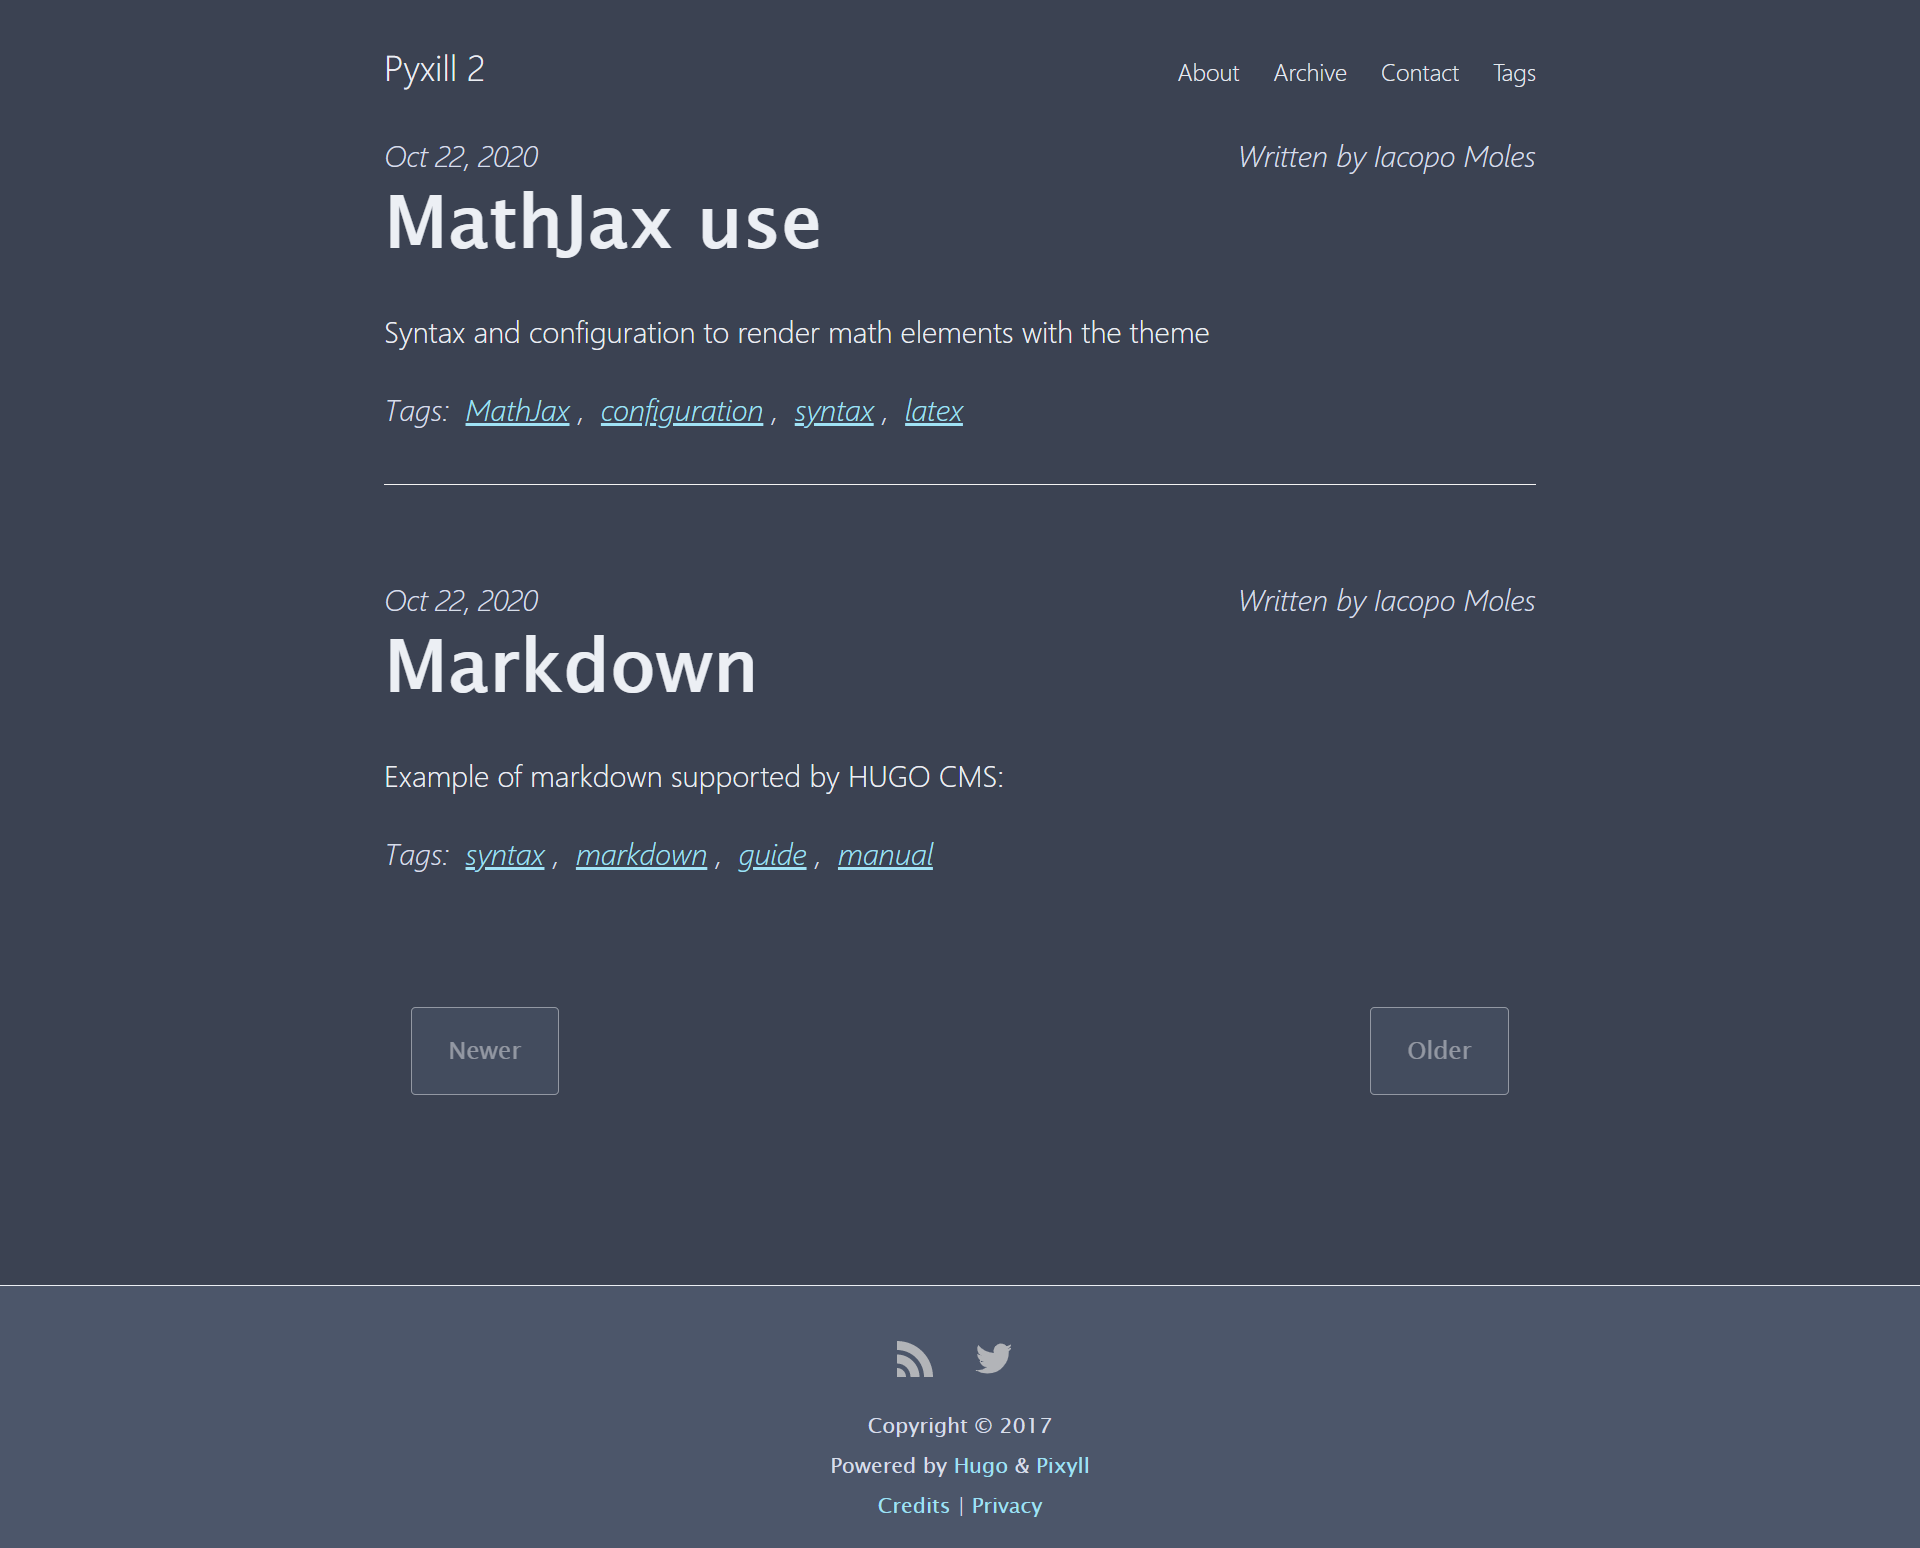 Pyxill 2
About Archive Contact Tags
Oct 22, 2020 Written by Iacopo Moles
MathJax use
Syntax and configuration to render math elements with the theme
Tags: MathJax , configuration , syntax , latex
Oct 22, 2020 Written by Iacopo Moles
Markdown
Example of markdown supported by HUGO CMS:
Tags: syntax , markdown , guide , manual
Newer Older
Copyright © 2017
Powered by Hugo & Pixyll
Credits | Privacy